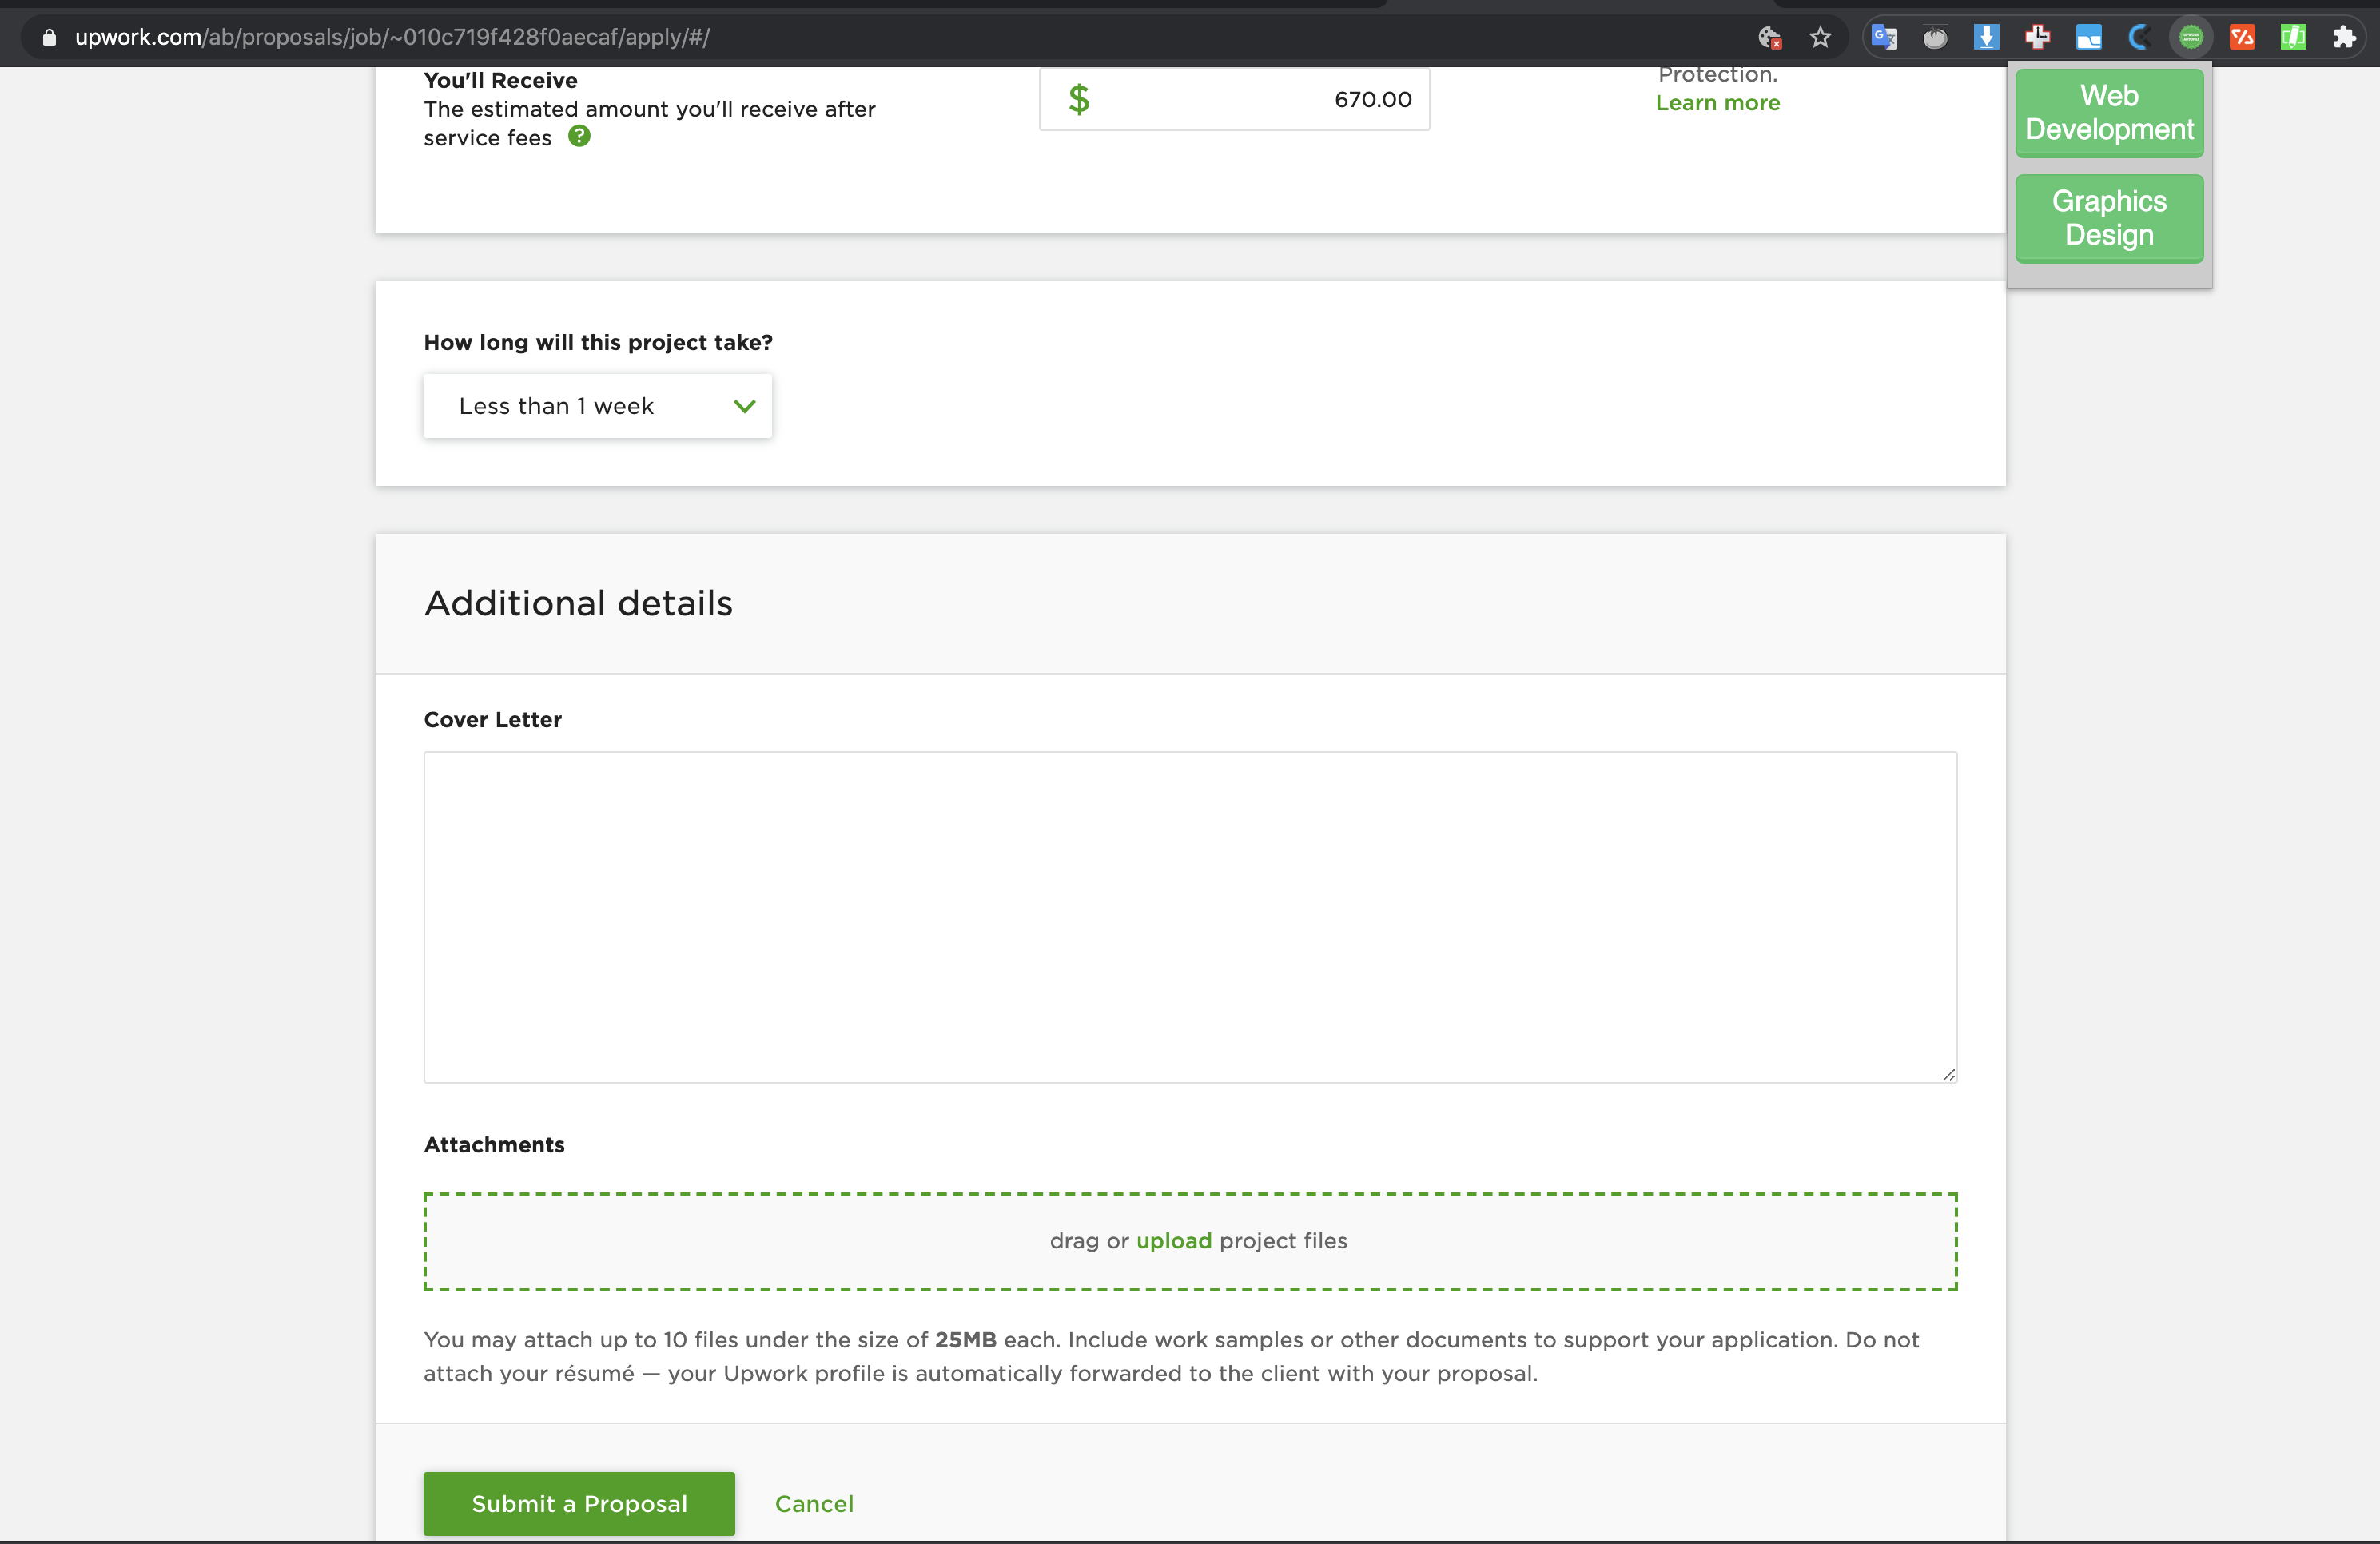 upwork.com/ab/proposals/job/~010c719f428f0aecaf/apply/#/
You'll Receive
The estimated amount you'll receive after
service fees ?
$ 670.00
Protection.
Learn more
Web
Development
Graphics
Design
How long will this project take?
Less than 1 week
Additional details
Cover Letter
Attachments
drag or upload project files
You may attach up to 10 files under the size of 25MB each. Include work samples or other documents to support your application. Do not
attach your résumé — your Upwork profile is automatically forwarded to the client with your proposal.
Submit a Proposal
Cancel